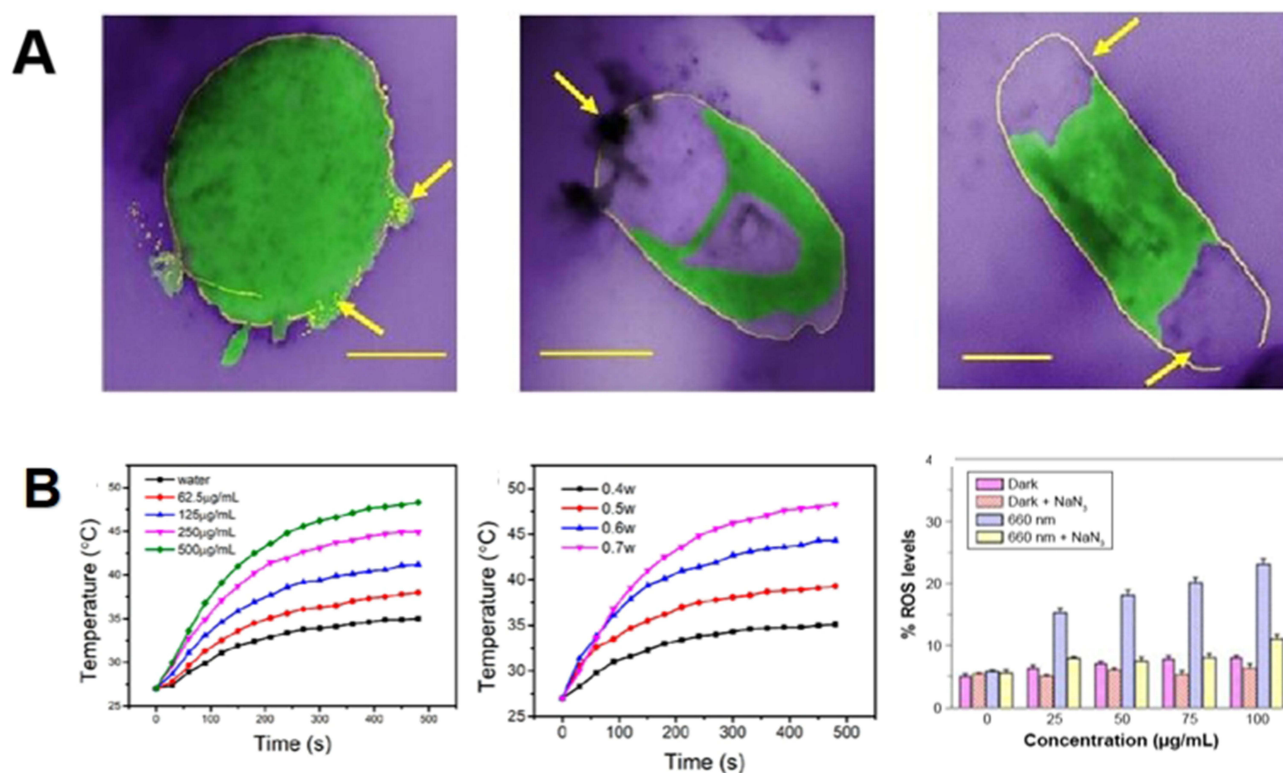 A
B
50
45
40
35
30
25
Temperature (°C)
water
62.5μg/mL
125μg/mL
250μg/mL
500μg/mL
0 100 200 300 400 500
Time (s)
50
45
40
35
30
25
Temperature (°C)
0.4w
0.5w
0.6w
0.7w
0 100 200 300 400 500
Time (s)
4
30
20
10
0
% ROS levels
Dark
Dark + NaN3
660 nm
660 nm + NaN3
0 25 50 75 100
Concentration (μg/mL)